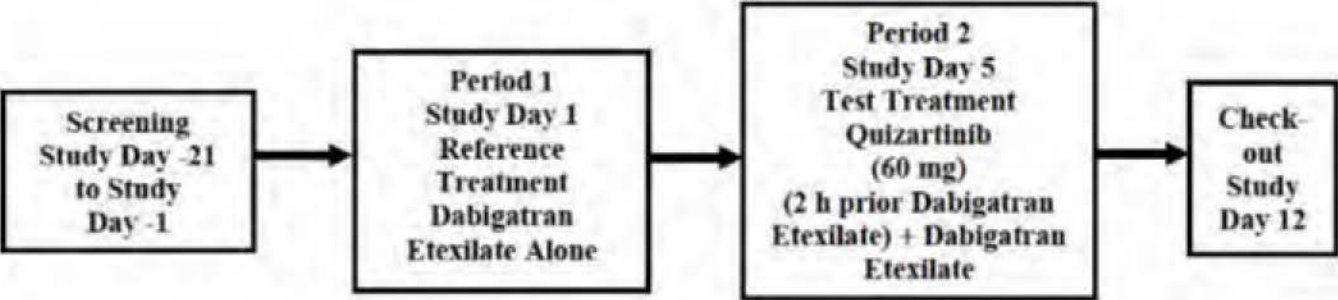 Screening
Study Day -21
to Study
Day -1
Period 1
Study Day 1
Reference
Treatment
Dabigatran
Etexilate Alone
Period 2
Study Day 5
Test Treatment
Quizartinib
(60 mg)
(2 h prior Dabigatran
Etexilate) + Dabigatran
Etexilate
Check-
out
Study
Day 12